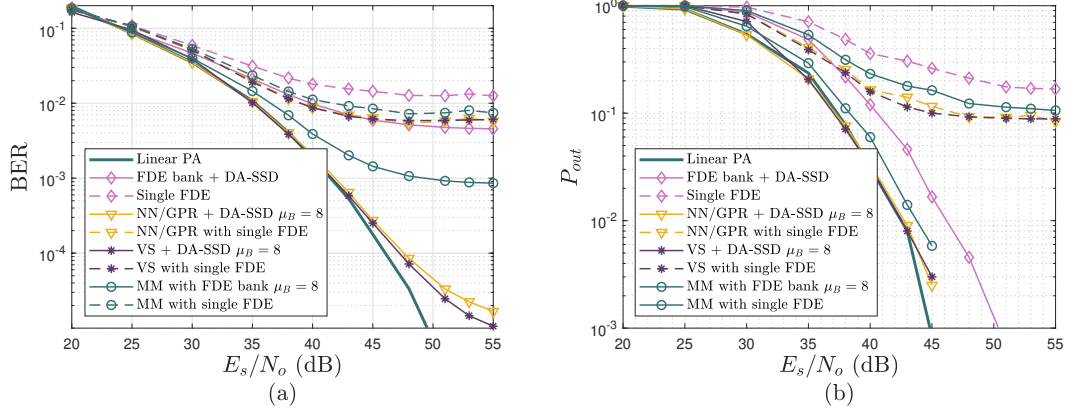 10^{-1}
10^{-2}
10^{-3}
10^{-4}
BER
Linear PA
FDE bank + DA-SSD
Single FDE
NN/GPR + DA-SSD μ_B = 8
NN/GPR with single FDE
VS + DA-SSD μ_B = 8
VS with single FDE
MM with FDE bank μ_B = 8
MM with single FDE
20 25 30 35 40 45 50 55
E_s/N_o (dB)
(a)
10^0
10^{-1}
10^{-2}
10^{-3}
P_{out}
Linear PA
FDE bank + DA-SSD
Single FDE
NN/GPR + DA-SSD μ_B = 8
NN/GPR with single FDE
VS + DA-SSD μ_B = 8
VS with single FDE
MM with FDE bank μ_B = 8
MM with single FDE
20 25 30 35 40 45 50 55
E_s/N_o (dB)
(b)